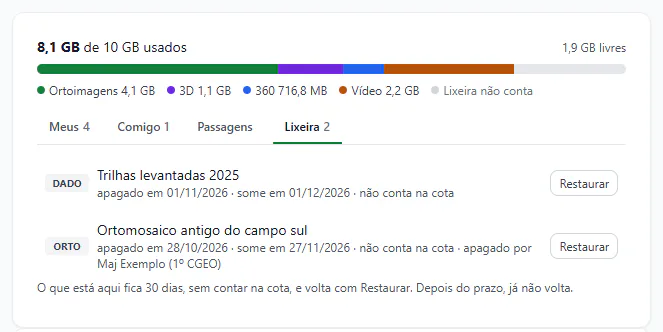 8,1 GB de 10 GB usados
1,9 GB livres
Ortoimagens 4,1 GB 3D 1,1 GB 360 716,8 MB Vídeo 2,2 GB Lixeira não conta
Meus 4 Comigo 1 Passagens Lixeira 2
DADO
Trilhas levantadas 2025
apagado em 01/11/2026 · some em 01/12/2026 · não conta na cota
Restaurar
ORTO
Ortomosaico antigo do campo sul
apagado em 28/10/2026 · some em 27/11/2026 · não conta na cota · apagado por
Maj Exemplo (1º CGEO)
Restaurar
O que está aqui fica 30 dias, sem contar na cota, e volta com Restaurar. Depois do prazo, já não volta.